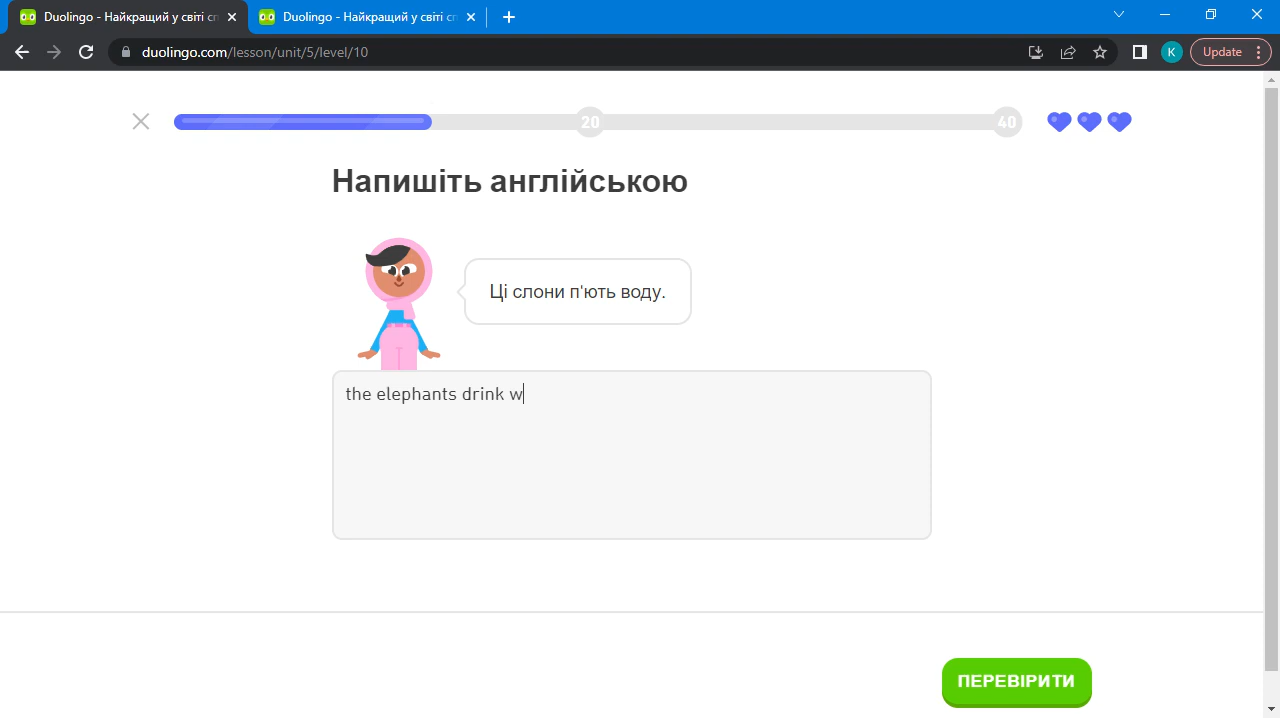 Duolingo - Найкращий у світі сп
Duolingo - Найкращий у світі сп
duolingo.com/lesson/unit/5/level/10
K
Update
20
40
Напишіть англійською
Ці слони п'ють воду.
the elephants drink w
ПЕРЕВІРИТИ